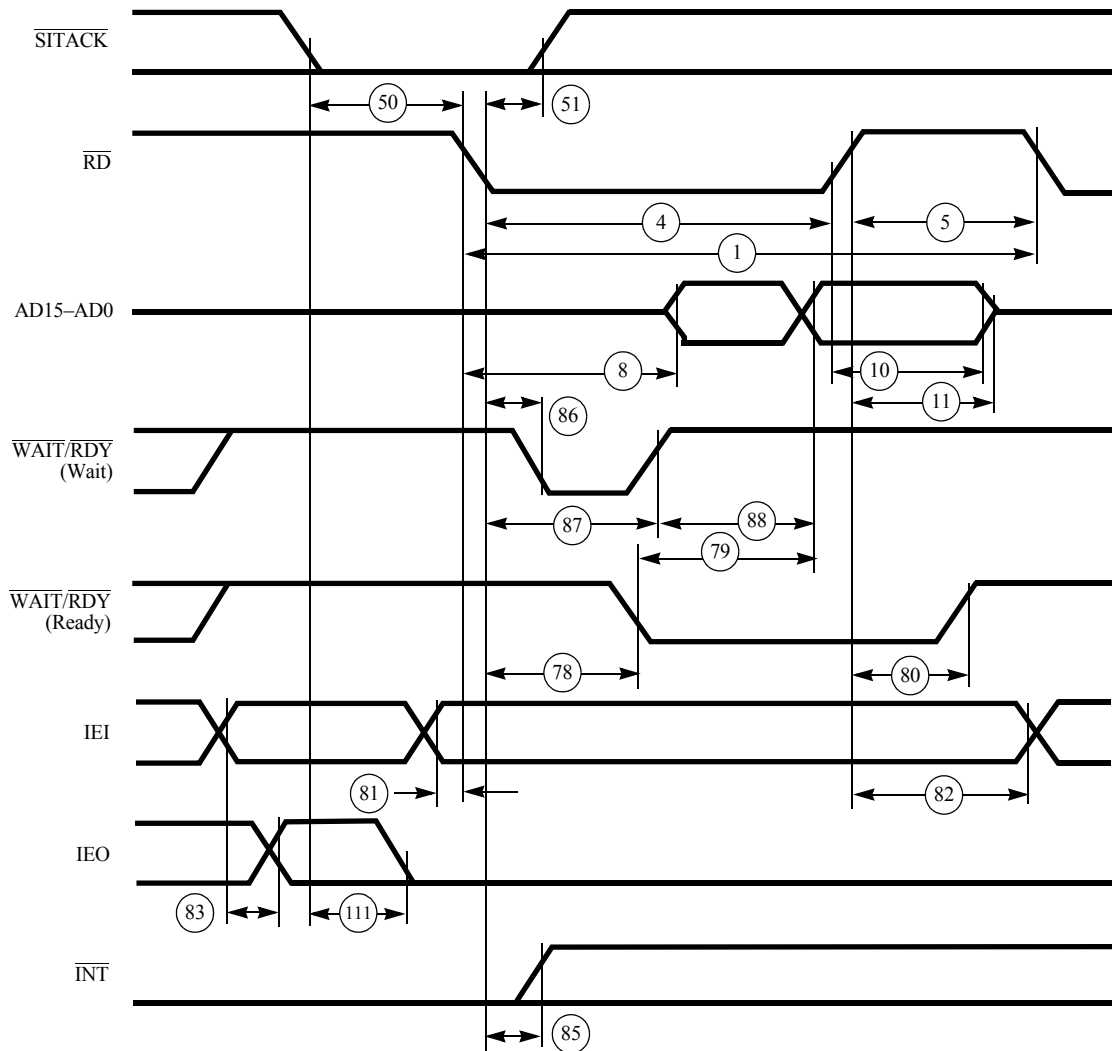 SITACK
50
51
RD
4
5
1
AD15–AD0
8
10
11
86
WAIT/RDY
(Wait)
87
88
79
WAIT/RDY
(Ready)
78
80
IEI
81
82
IEO
83
111
INT
85